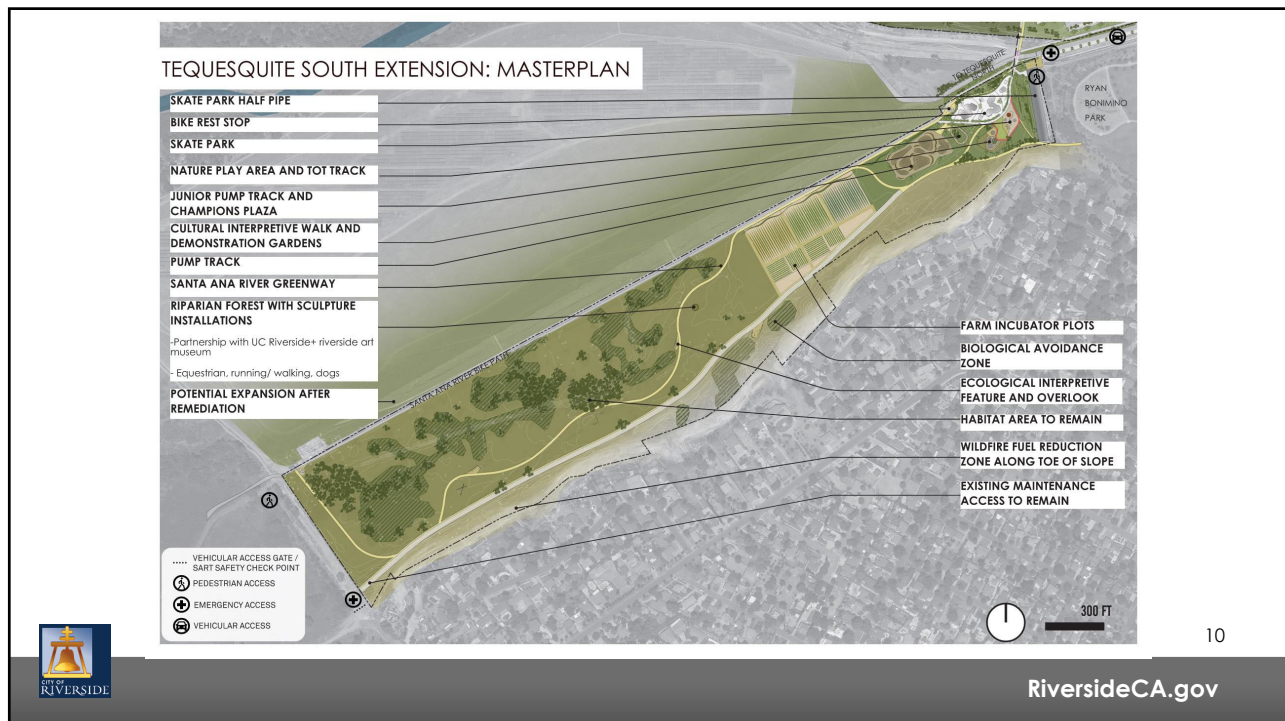 TEQUESQUITE SOUTH EXTENSION: MASTERPLAN
SKATE PARK HALF PIPE
BIKE REST STOP
SKATE PARK
NATURE PLAY AREA AND TOT TRACK
JUNIOR PUMP TRACK AND
CHAMPIONS PLAZA
CULTURAL INTERPRETIVE WALK AND
DEMONSTRATION GARDENS
PUMP TRACK
SANTA ANA RIVER GREENWAY
RIPARIAN FOREST WITH SCULPTURE
INSTALLATIONS
-Partnership with UC Riverside+ riverside art
museum
- Equestrian, running/ walking, dogs
POTENTIAL EXPANSION AFTER
REMEDIATION
SANTA ANA RIVER BIKE PATH
TEQUESQUITE
NORTH
RYAN
BONIMINO
PARK
FARM INCUBATOR PLOTS
BIOLOGICAL AVOIDANCE
ZONE
ECOLOGICAL INTERPRETIVE
FEATURE AND OVERLOOK
HABITAT AREA TO REMAIN
WILDFIRE FUEL REDUCTION
ZONE ALONG TOE OF SLOPE
EXISTING MAINTENANCE
ACCESS TO REMAIN
VEHICULAR ACCESS GATE /
SART SAFETY CHECK POINT
PEDESTRIAN ACCESS
EMERGENCY ACCESS
VEHICULAR ACCESS
300 FT
10
CITY OF
RIVERSIDE
RiversideCA.gov